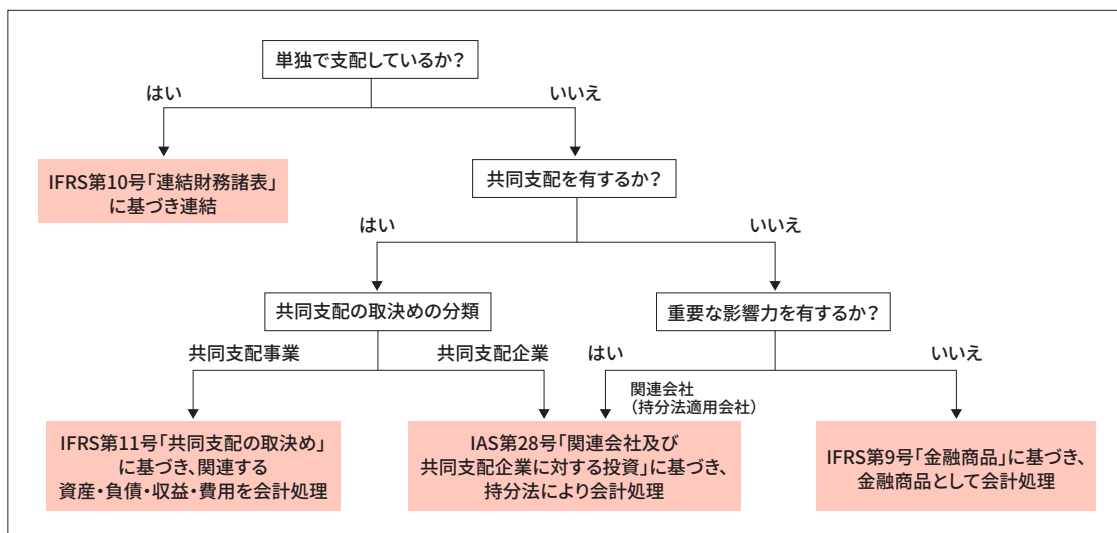 単独で支配しているか？
はい
いいえ
IFRS第10号「連結財務諸表」
に基づき連結
共同支配を有するか？
はい
いいえ
共同支配の取決めの分類
重要な影響力を有するか？
共同支配事業
共同支配企業
はい
いいえ
関連会社
（持分法適用会社）
IFRS第11号「共同支配の取決め」
に基づき、関連する
資産・負債・収益・費用を会計処理
IAS第28号「関連会社及び
共同支配企業に対する投資」に基づき、
持分法により会計処理
IFRS第9号「金融商品」に基づき、
金融商品として会計処理